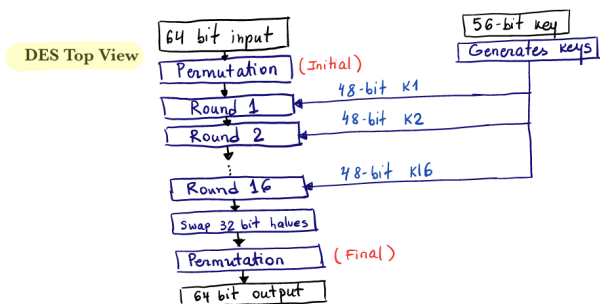 DES Top View
64 bit input
56-bit key
Generates keys
Permutation (Initial)
48-bit K1
Round 1
48-bit K2
Round 2
48-bit K16
Round 16
Swap 32 bit halves
Permutation (Final)
64 bit output